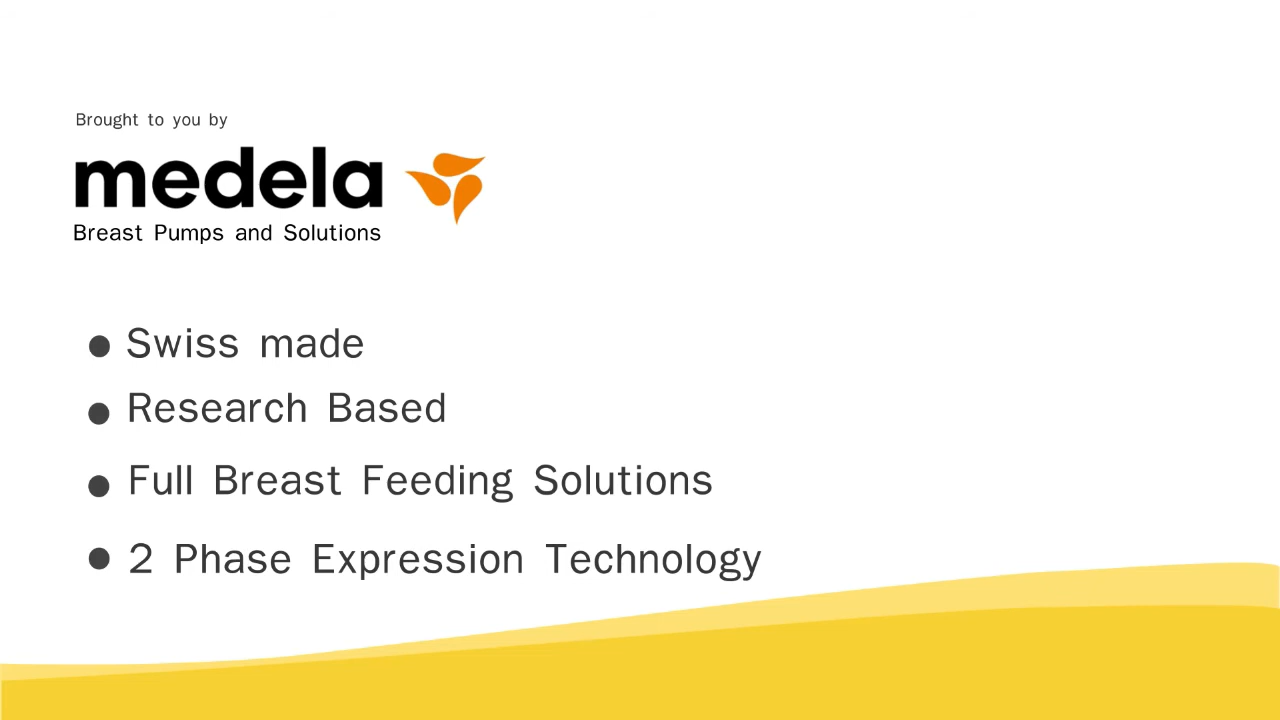 Brought to you by
medela
Breast Pumps and Solutions
Swiss made
Research Based
Full Breast Feeding Solutions
2 Phase Expression Technology